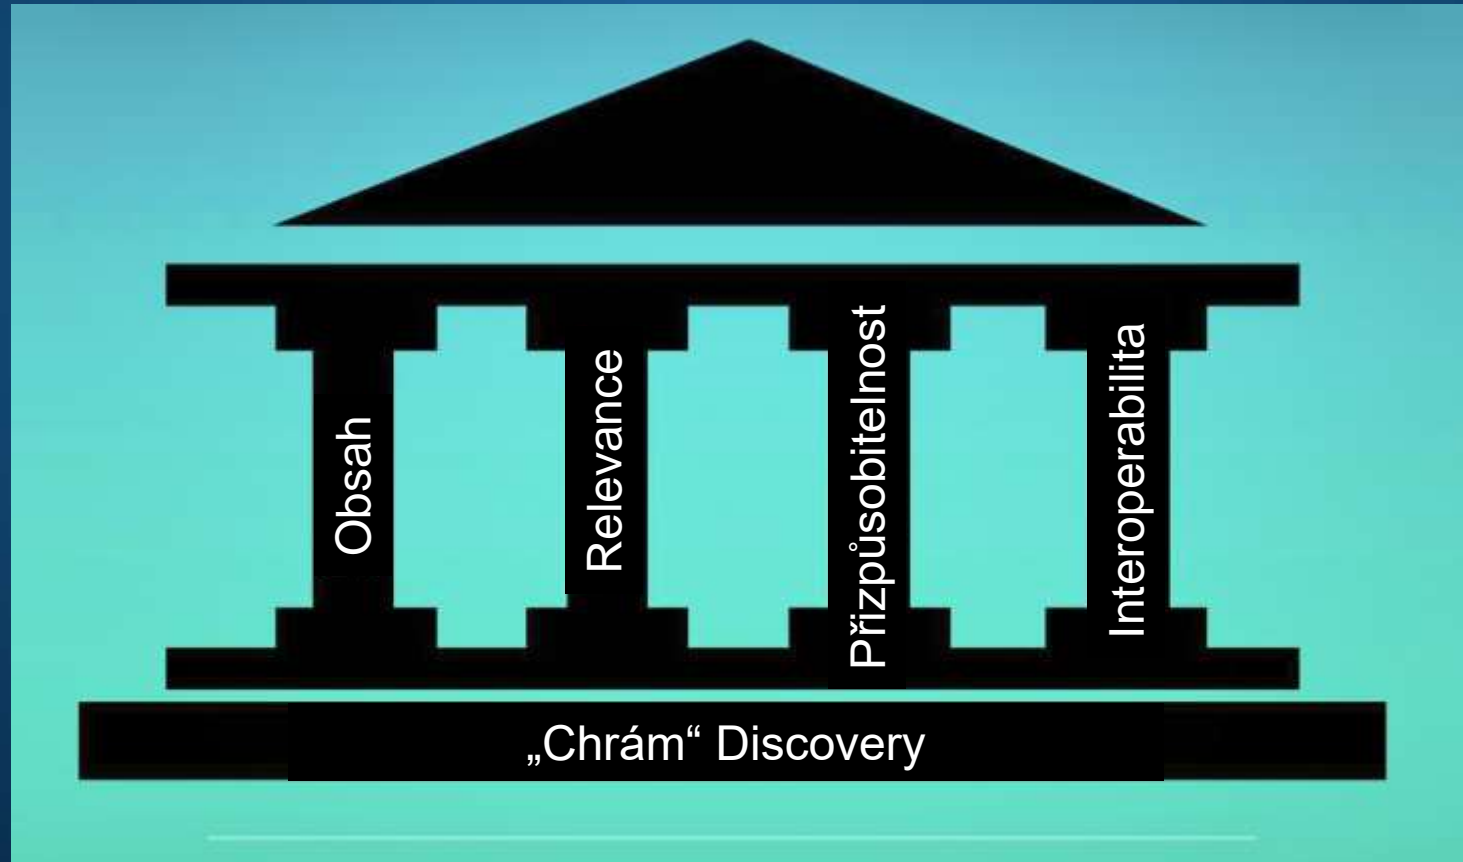 Obsah
Relevance
Přizpůsobitelnost
Interoperabilita
„Chrám“ Discovery